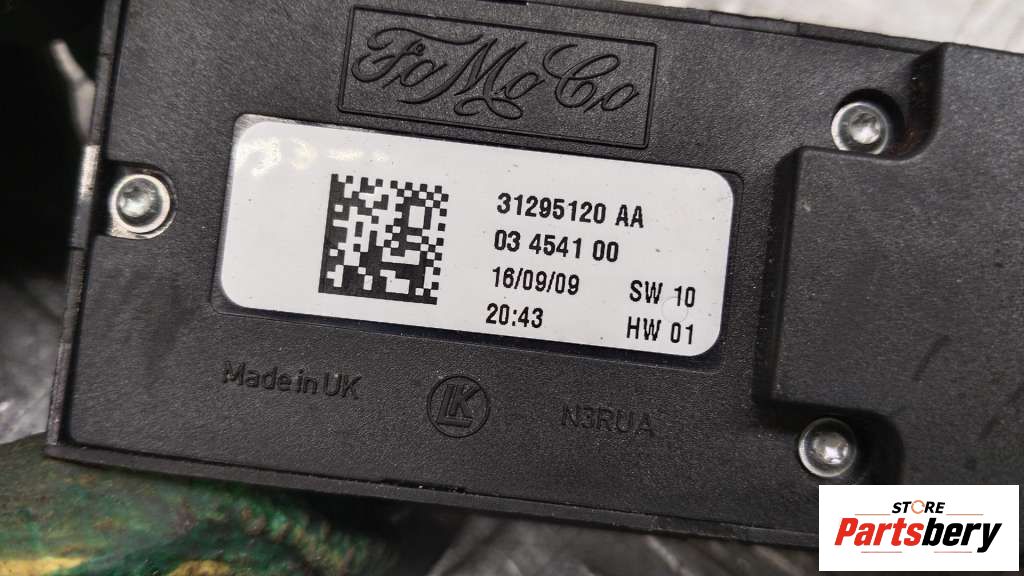 FoMoCo
31295120 AA
03 4541 00
16/09/09 SW 10
20:43 HW 01
Made in UK LK N3RUA
STORE
Partsbery